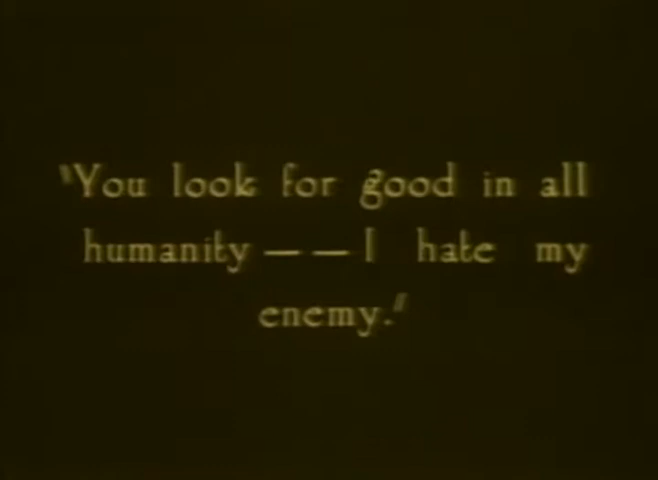 "You look for good in all
humanity — — I hate my
enemy."